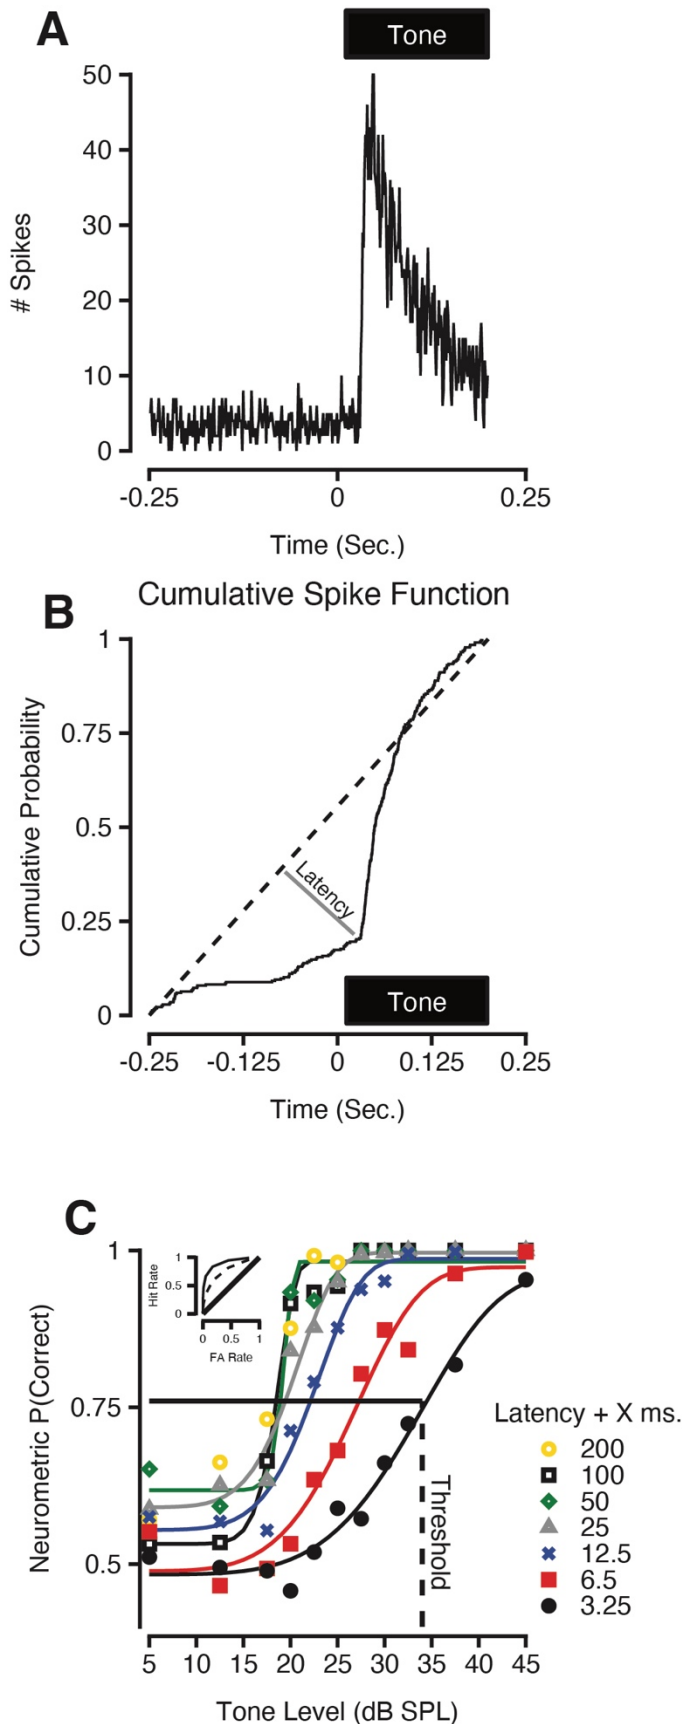 A
Tone
50
40
30
20
10
0
# Spikes
-0.25 0 0.25
Time (Sec.)
B
Cumulative Spike Function
1
0.75
0.5
0.25
0
Cumulative Probability
Latency
Tone
-0.25 -0.125 0 0.125 0.25
Time (Sec.)
C
1
0.75
0.5
Neurometric P(Correct)
1
0.5
0
Hit Rate
0 0.5 1
FA Rate
Threshold
Latency + X ms.
200
100
50
25
12.5
6.5
3.25
5 10 15 20 25 30 35 40 45
Tone Level (dB SPL)